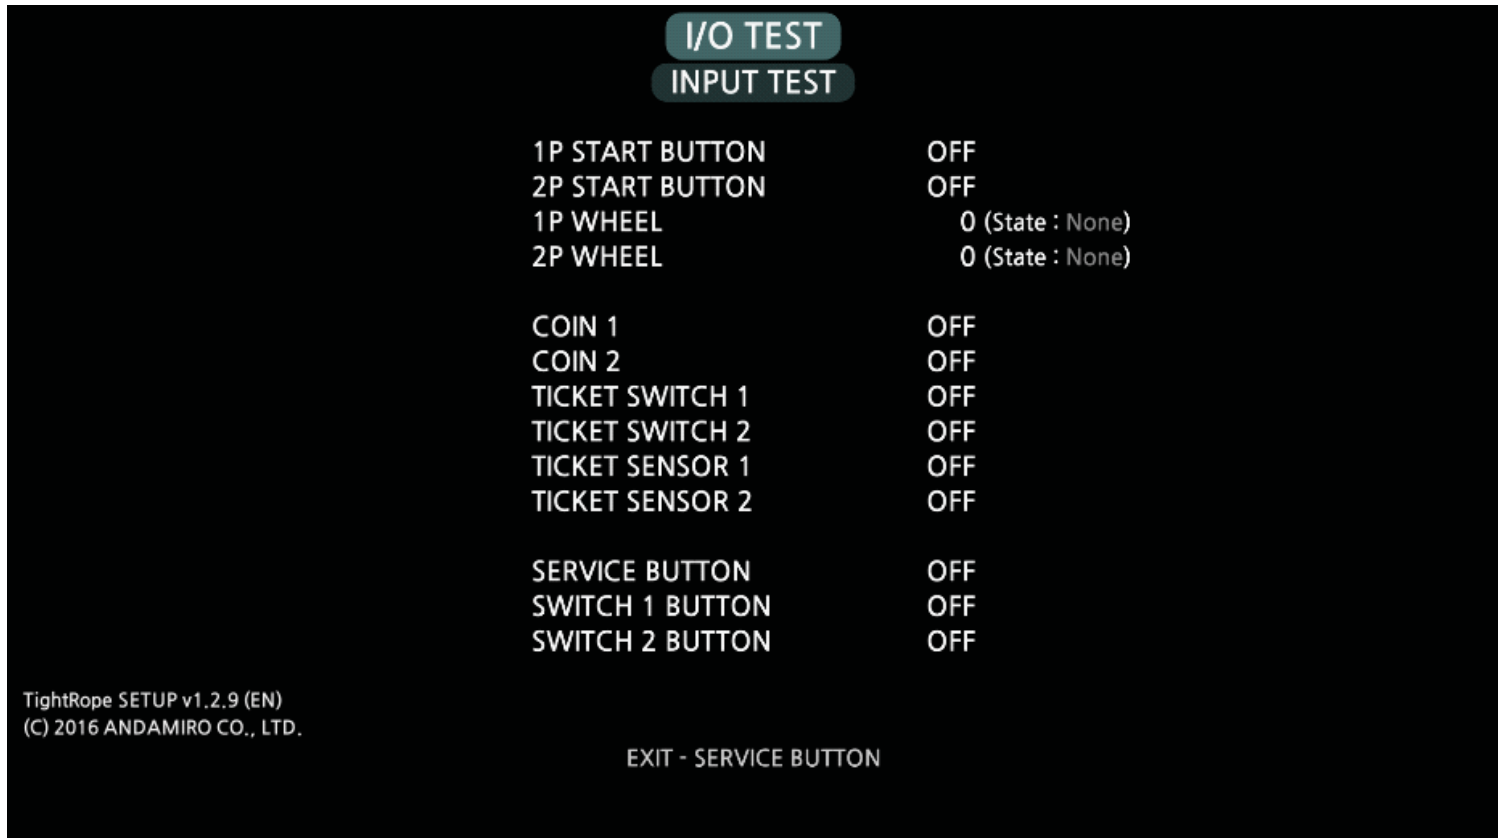 I/O TEST
INPUT TEST
1P START BUTTON OFF
2P START BUTTON OFF
1P WHEEL 0 (State : None)
2P WHEEL 0 (State : None)
COIN 1 OFF
COIN 2 OFF
TICKET SWITCH 1 OFF
TICKET SWITCH 2 OFF
TICKET SENSOR 1 OFF
TICKET SENSOR 2 OFF
SERVICE BUTTON OFF
SWITCH 1 BUTTON OFF
SWITCH 2 BUTTON OFF
TightRope SETUP v1.2.9 (EN)
(C) 2016 ANDAMIRO CO., LTD.
EXIT - SERVICE BUTTON